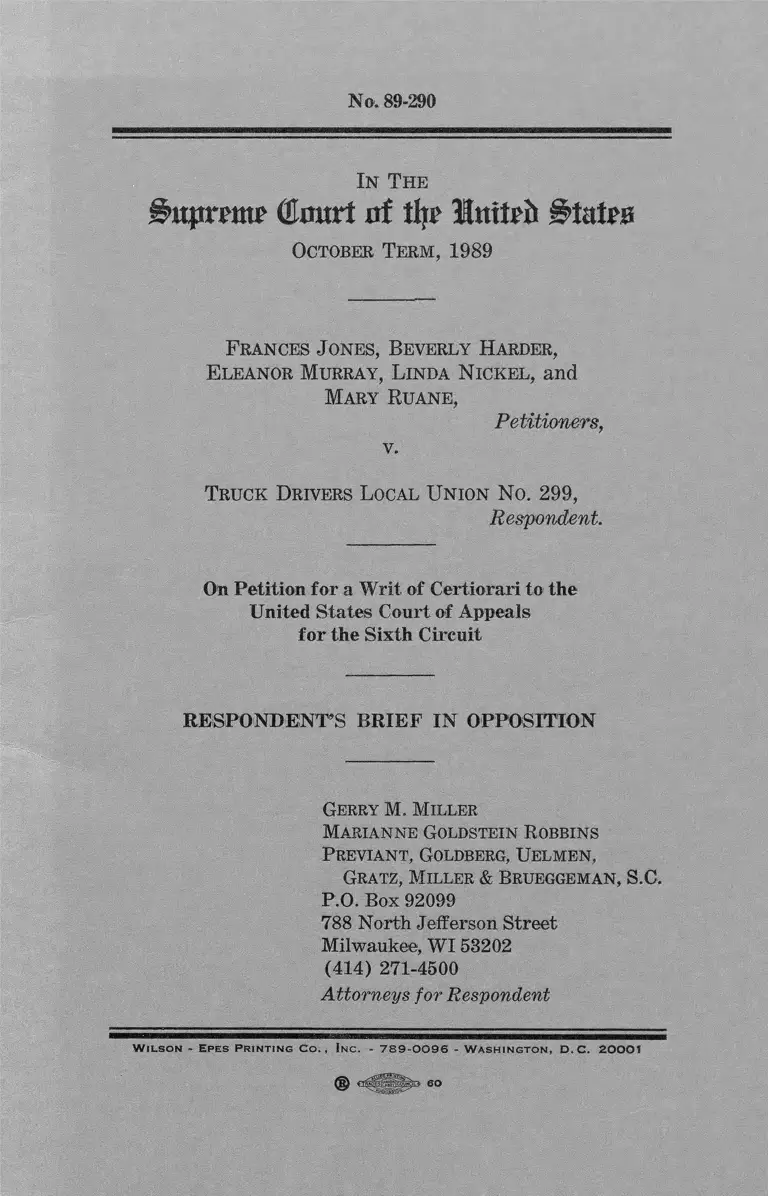 No. 89-290
IN THE
Supreme Court of the United States
OCTOBER TERM, 1989
FRANCES JONES, BEVERLY HARDER,
ELEANOR MURRAY, LINDA NICKEL, and
MARY RUANE,
Petitioners,
v.
TRUCK DRIVERS LOCAL UNION NO. 299,
Respondent.
On Petition for a Writ of Certiorari to the
United States Court of Appeals
for the Sixth Circuit
RESPONDENT'S BRIEF IN OPPOSITION
GERRY M. MILLER
MARIANNE GOLDSTEIN ROBBINS
PREVIANT, GOLDBERG, UELMEN,
GRATZ, MILLER & BRUEGGEMAN, S.C.
P.O. Box 92099
788 North Jefferson Street
Milwaukee, WI 53202
(414) 271-4500
Attorneys for Respondent
WILSON - EPES PRINTING CO., INC. - 789-0096 - WASHINGTON, D.C. 20001
® 60